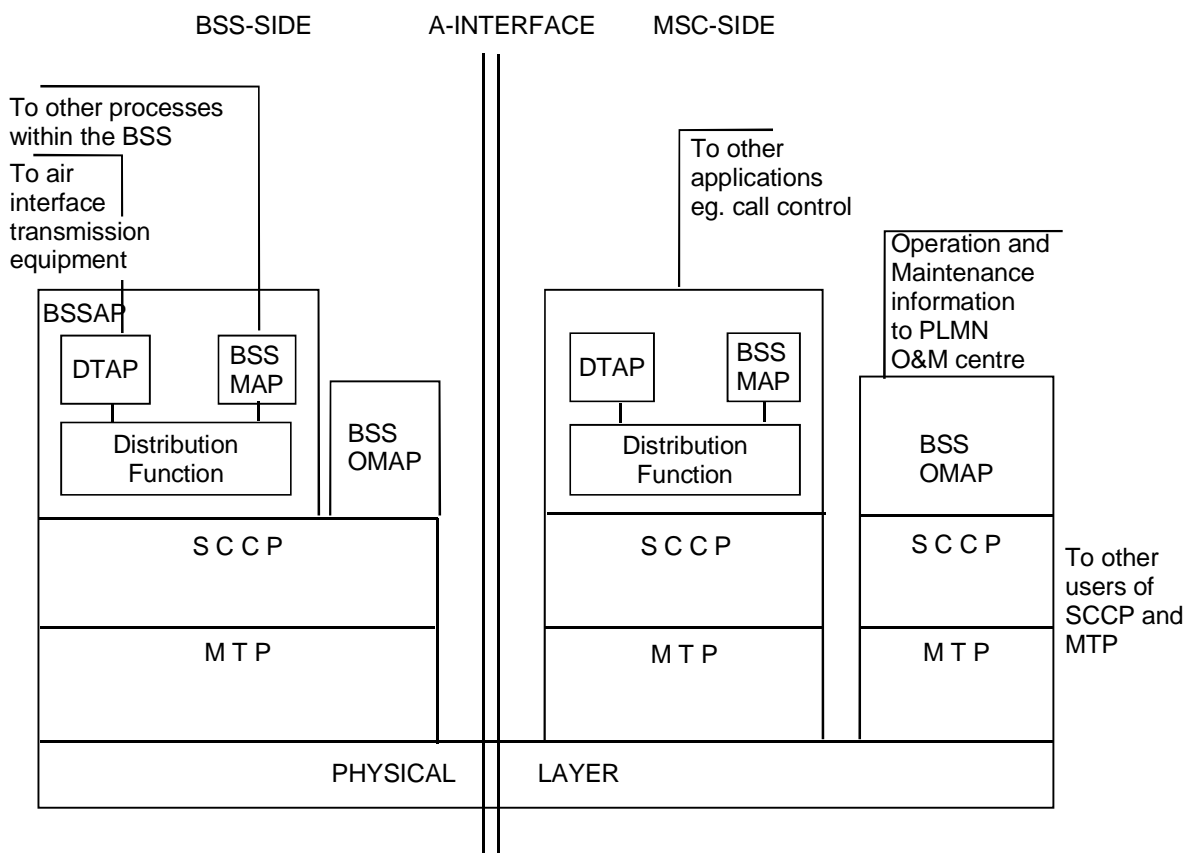 BSS-SIDE
A-INTERFACE
MSC-SIDE
To other processes
within the BSS
To air
interface
transmission
equipment
To other
applications
eg. call control
Operation and
Maintenance
information
to PLMN
O&M centre
BSSAP
DTAP
BSS
MAP
Distribution
Function
BSS
OMAP
DTAP
BSS
MAP
Distribution
Function
BSS
OMAP
S C C P
S C C P
S C C P
To other
users of
SCCP and
MTP
M T P
M T P
M T P
PHYSICAL
LAYER